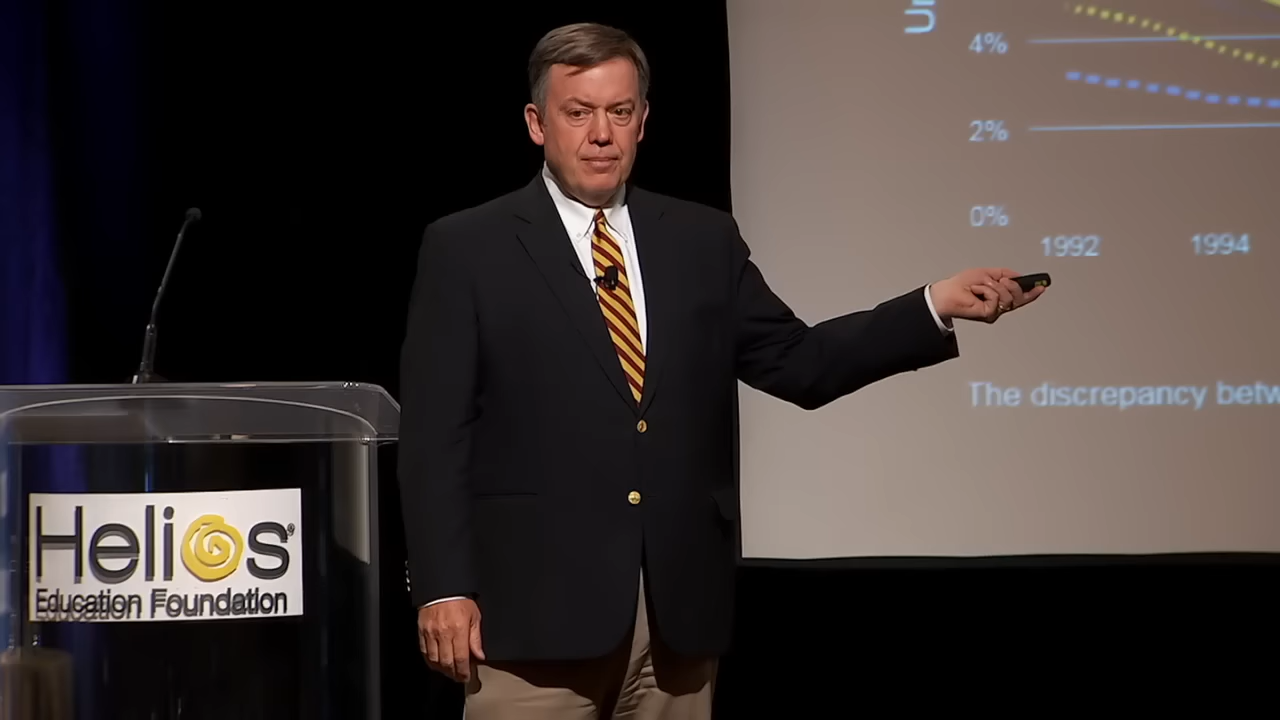 4%
2%
0%
1992 1994
The discrepancy betw
Helios®
Education Foundation